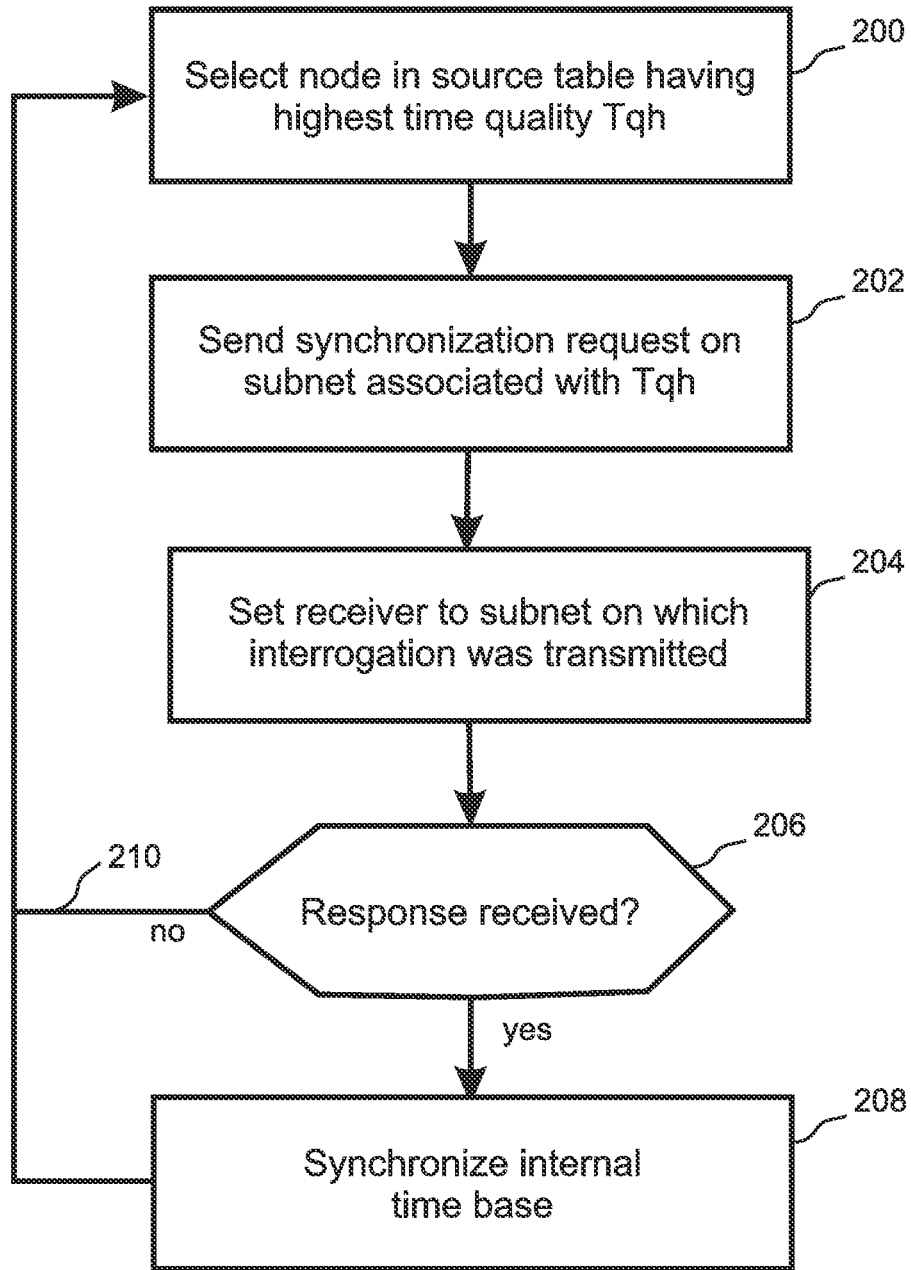 200
Select node in source table having
highest time quality Tqh
202
Send synchronization request on
subnet associated with Tqh
204
Set receiver to subnet on which
interrogation was transmitted
206
210
Response received?
no
yes
208
Synchronize internal
time base